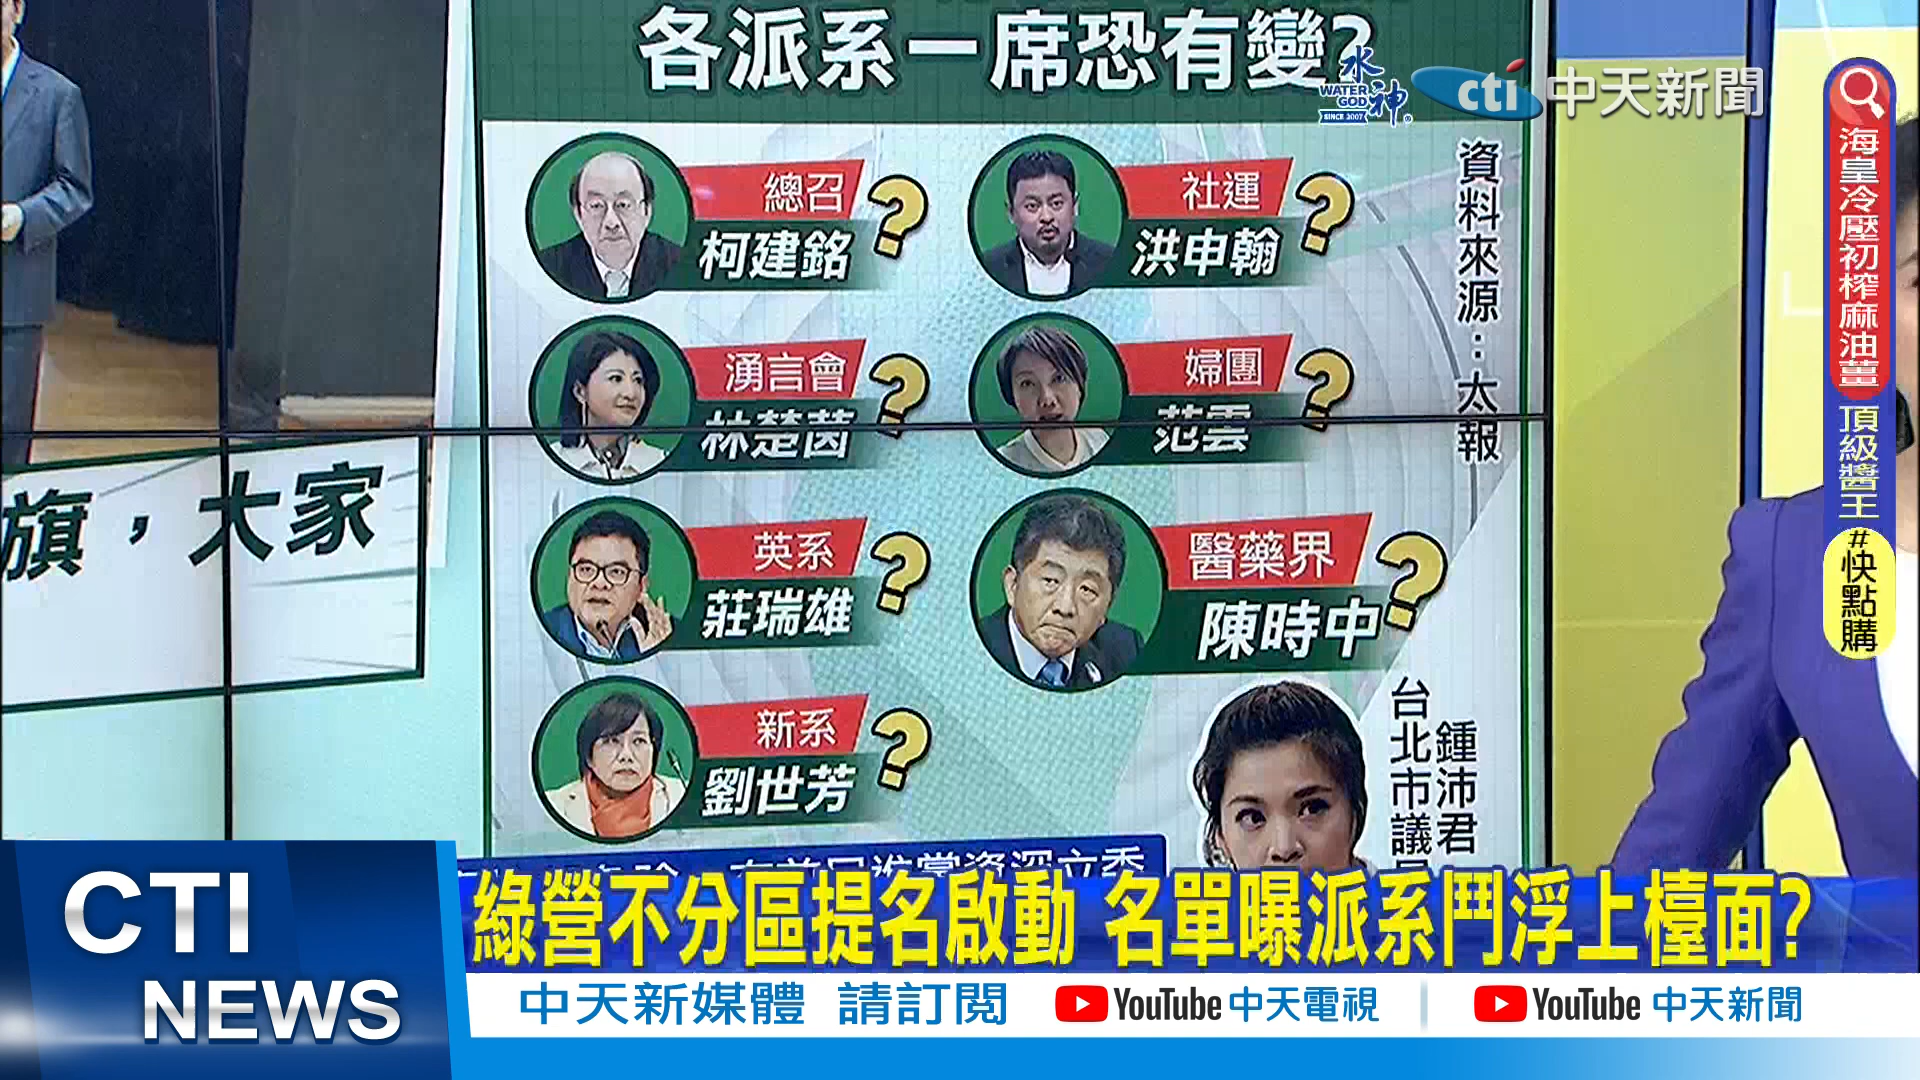 各派系一席恐有變?
水神
WATER GOD
SINCE 2007
cti 中天新聞
總召
柯建銘
?
社運
洪申翰
?
湧言會
林楚茵
?
婦團
范雲
?
英系
莊瑞雄
?
醫藥界
陳時中
?
新系
劉世芳
?
資料來源:太報
鍾沛君
台北市議員
旗,大家
海皇冷壓初榨麻油薑
頂級醬王
#快點購
綠營不分區提名啟動 名單曝派系鬥浮上檯面?
CTI
NEWS
中天新媒體 請訂閱 YouTube 中天電視 | YouTube 中天新聞